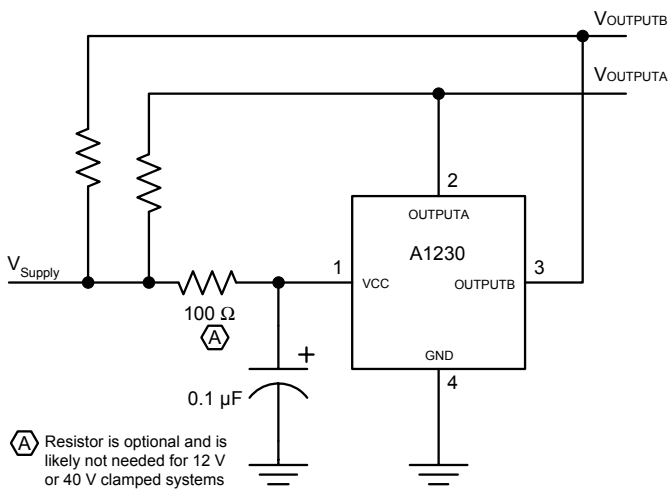 VOUTPUTB
VOUTPUTA
2
OUTPUTA
A1230
VSupply
1
3
VCC
OUTPUTB
100 Ω
A
+
GND
0.1 µF
4
A Resistor is optional and is
likely not needed for 12 V
or 40 V clamped systems